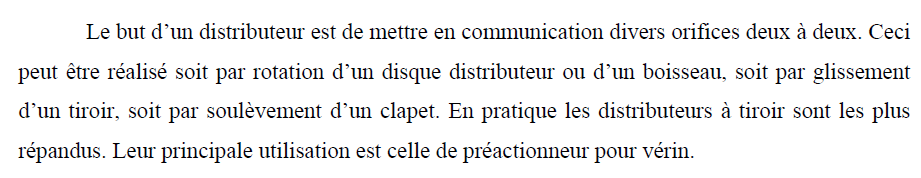 Le but d’un distributeur est de mettre en communication divers orifices deux à deux. Ceci
peut être réalisé soit par rotation d’un disque distributeur ou d’un boisseau, soit par glissement
d’un tiroir, soit par soulèvement d’un clapet. En pratique les distributeurs à tiroir sont les plus
répandus. Leur principale utilisation est celle de préactionneur pour vérin.